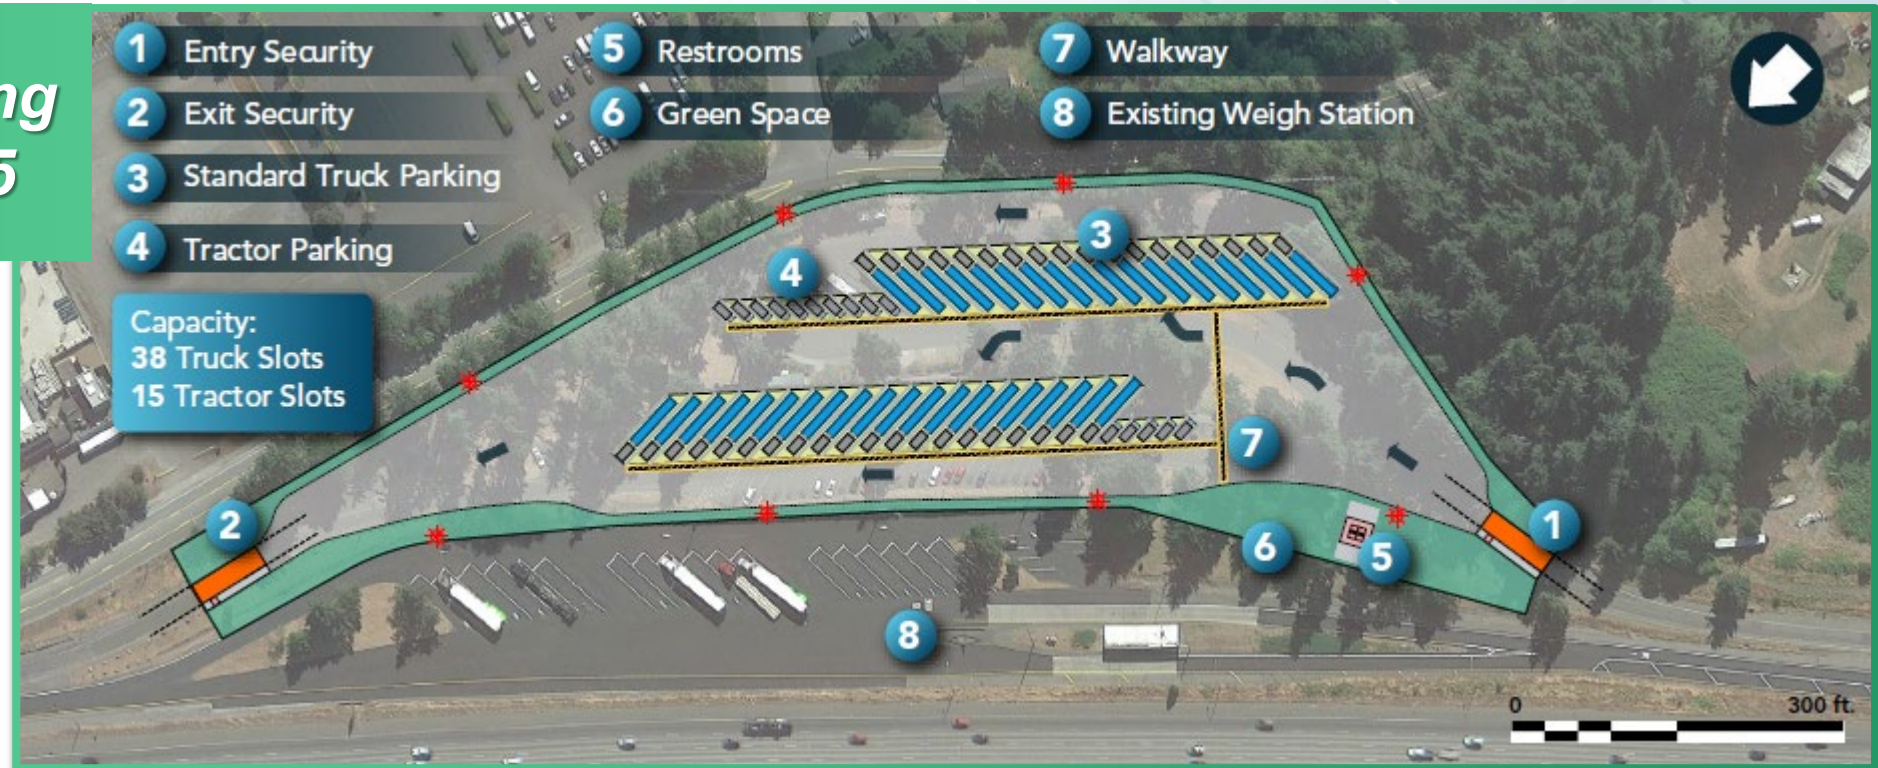 ng
5
1 Entry Security
2 Exit Security
3 Standard Truck Parking
4 Tractor Parking
5 Restrooms
6 Green Space
7 Walkway
8 Existing Weigh Station
Capacity:
38 Truck Slots
15 Tractor Slots
3
4
7
2
1
6
5
8
0 300 ft.